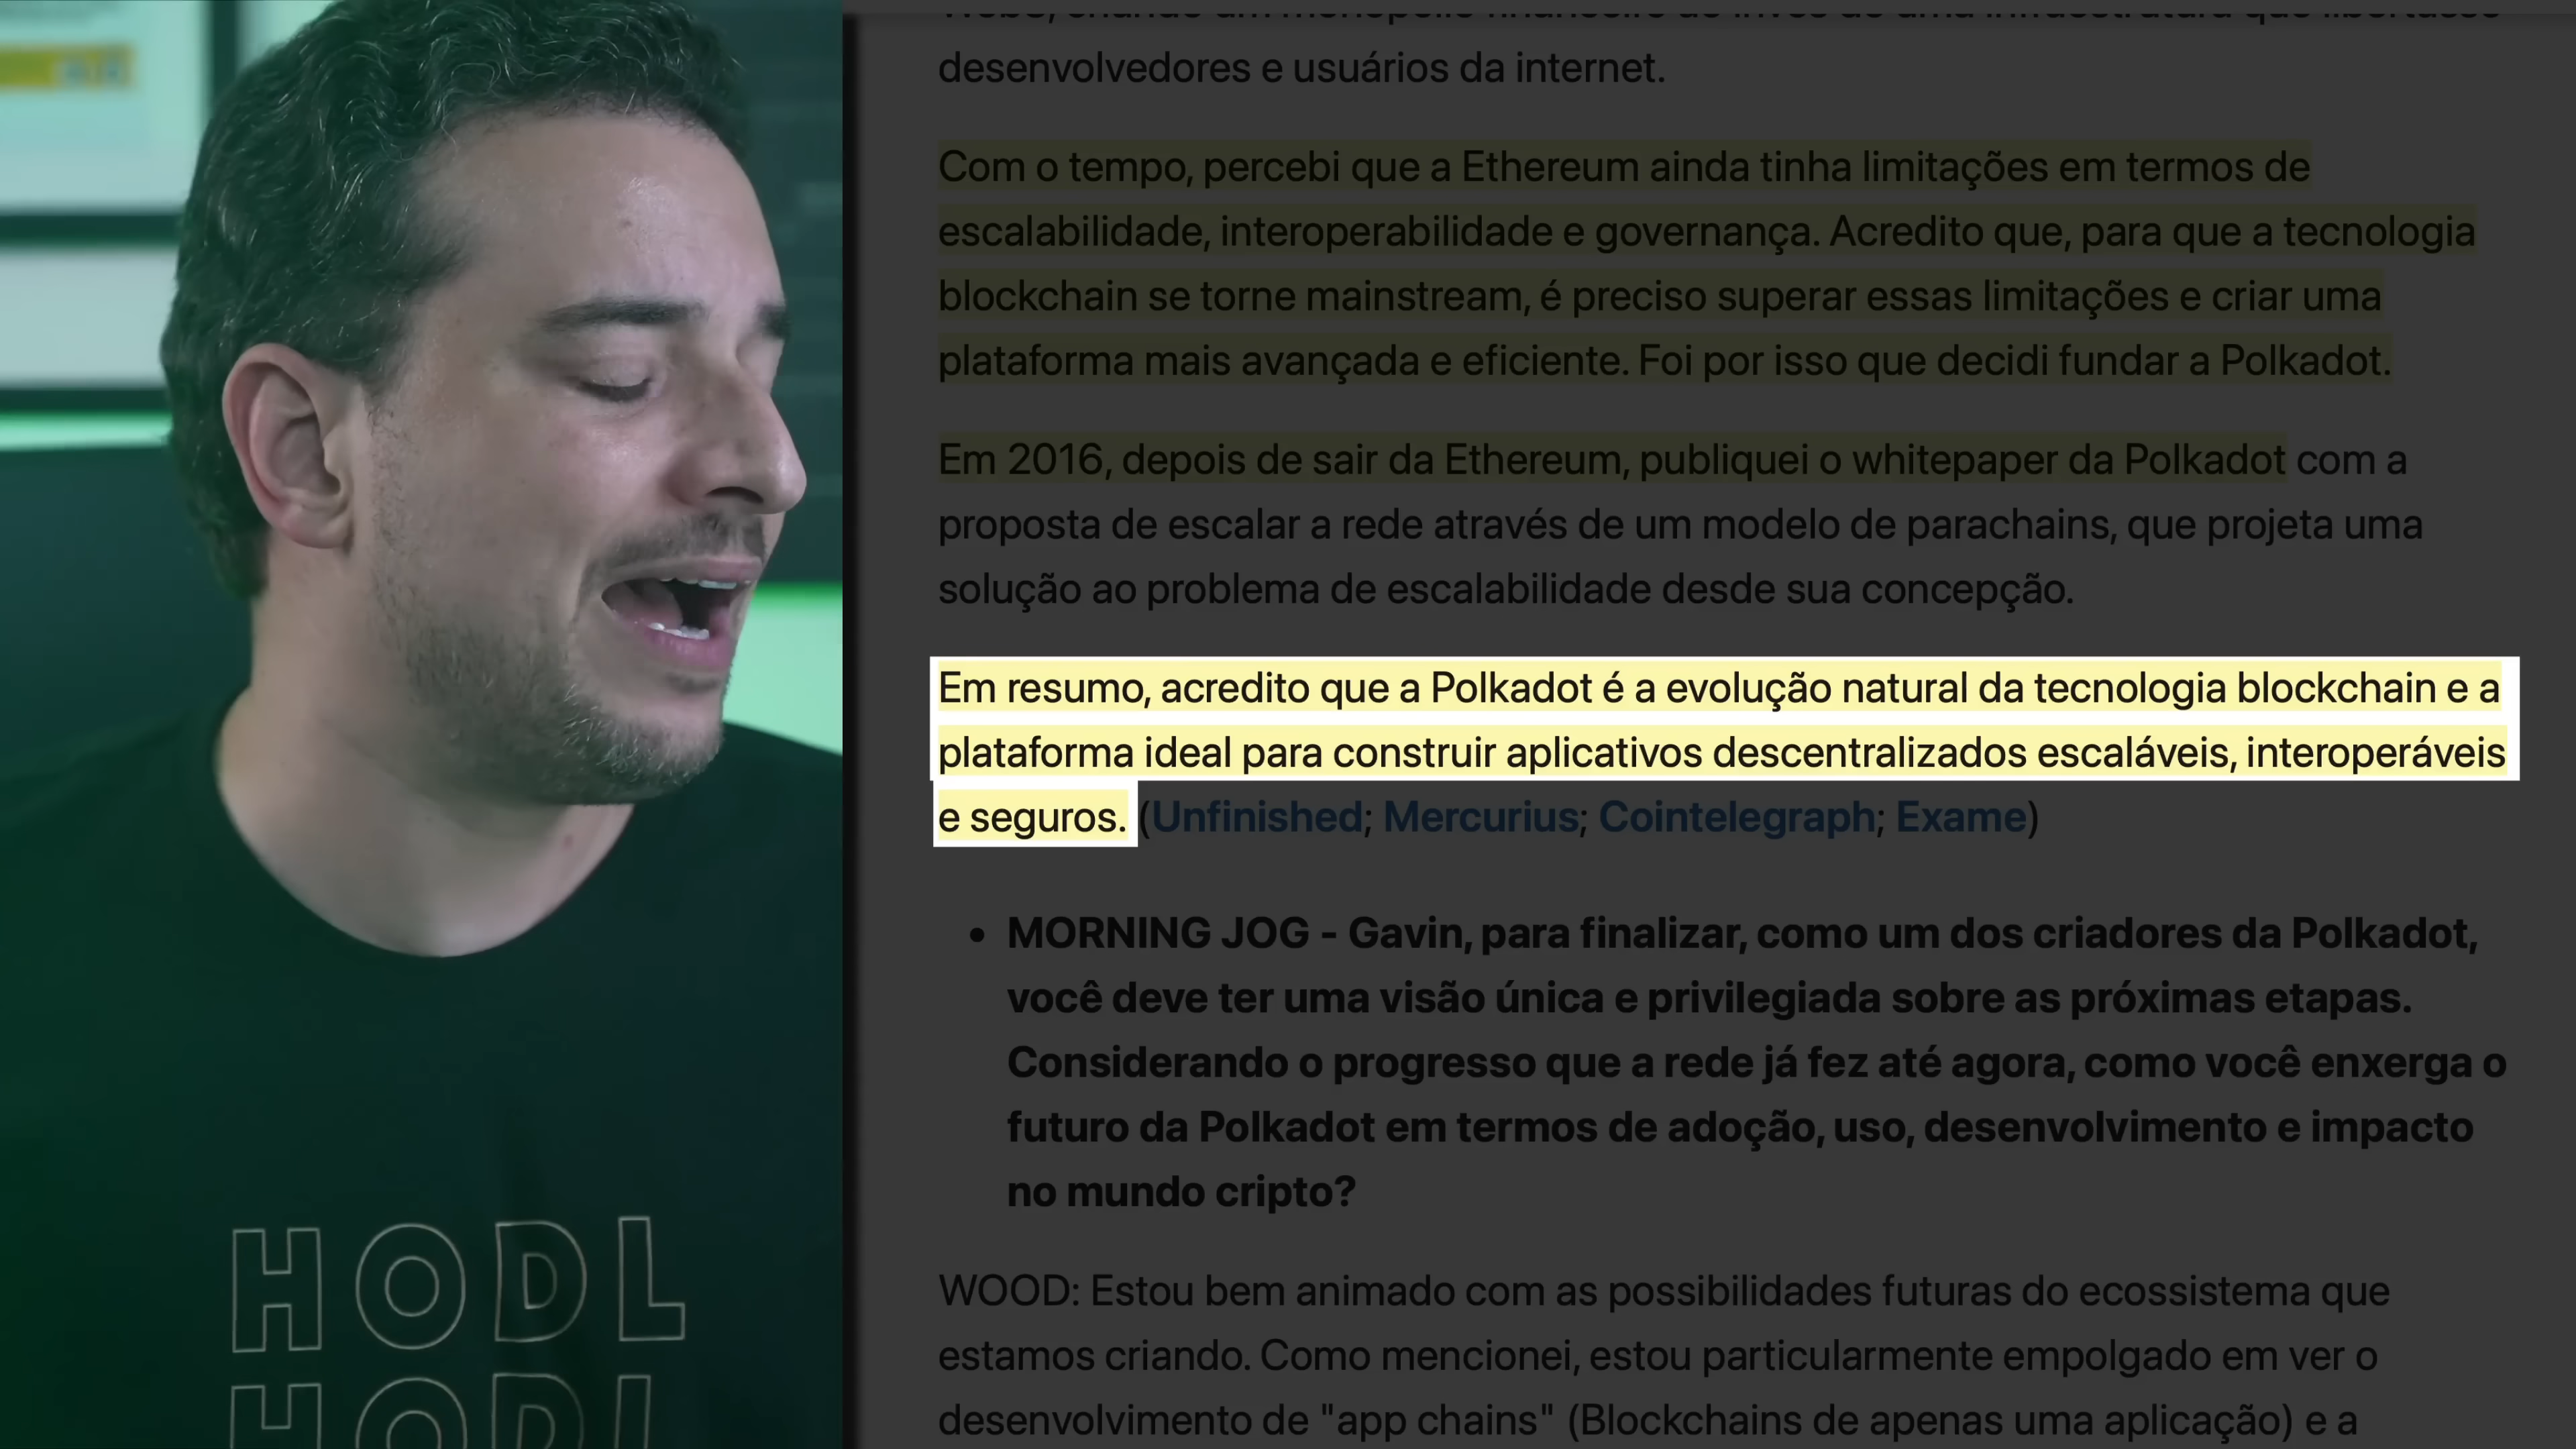 desenvolvedores e usuários da internet.
Com o tempo, percebi que a Ethereum ainda tinha limitações em termos de
escalabilidade, interoperabilidade e governança. Acredito que, para que a tecnologia
blockchain se torne mainstream, é preciso superar essas limitações e criar uma
plataforma mais avançada e eficiente. Foi por isso que decidi fundar a Polkadot.
Em 2016, depois de sair da Ethereum, publiquei o whitepaper da Polkadot com a
proposta de escalar a rede através de um modelo de parachains, que projeta uma
solução ao problema de escalabilidade desde sua concepção.
Em resumo, acredito que a Polkadot é a evolução natural da tecnologia blockchain e a
plataforma ideal para construir aplicativos descentralizados escaláveis, interoperáveis
e seguros. (Unfinished; Mercurius; Cointelegraph; Exame)
• MORNING JOG - Gavin, para finalizar, como um dos criadores da Polkadot,
você deve ter uma visão única e privilegiada sobre as próximas etapas.
Considerando o progresso que a rede já fez até agora, como você enxerga o
futuro da Polkadot em termos de adoção, uso, desenvolvimento e impacto
no mundo cripto?
WOOD: Estou bem animado com as possibilidades futuras do ecossistema que
estamos criando. Como mencionei, estou particularmente empolgado em ver o
desenvolvimento de "app chains" (Blockchains de apenas uma aplicação) e a
HODL
HODL